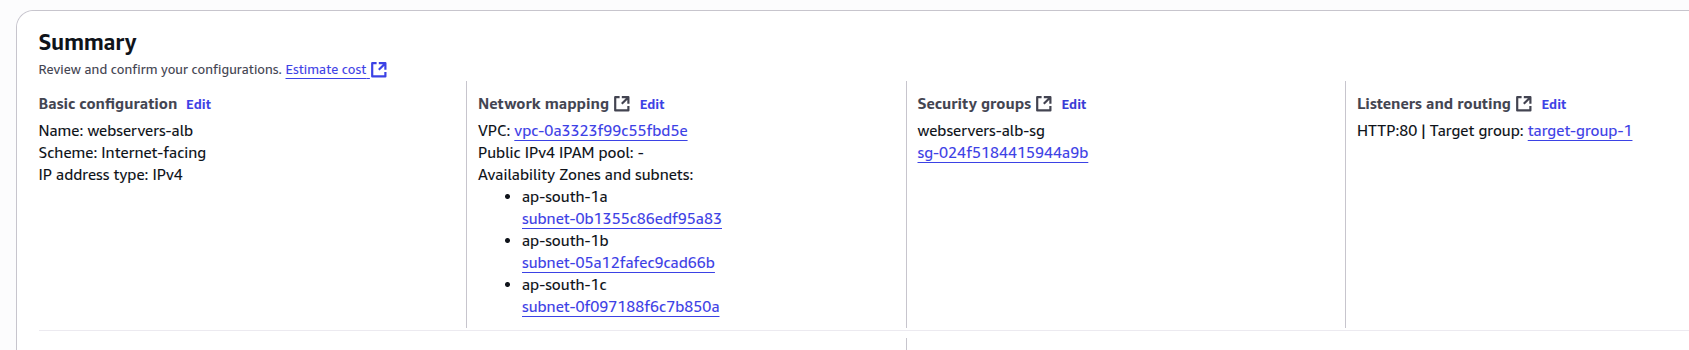 Summary
Review and confirm your configurations. Estimate cost
Basic configuration Edit
Name: webservers-alb
Scheme: Internet-facing
IP address type: IPv4
Network mapping Edit
VPC: vpc-0a3323f99c55fbd5e
Public IPv4 IPAM pool: -
Availability Zones and subnets:
• ap-south-1a
subnet-0b1355c86edf95a83
• ap-south-1b
subnet-05a12fafec9cad66b
• ap-south-1c
subnet-0f097188f6c7b850a
Security groups Edit
webservers-alb-sg
sg-024f5184415944a9b
Listeners and routing Edit
HTTP:80 | Target group: target-group-1